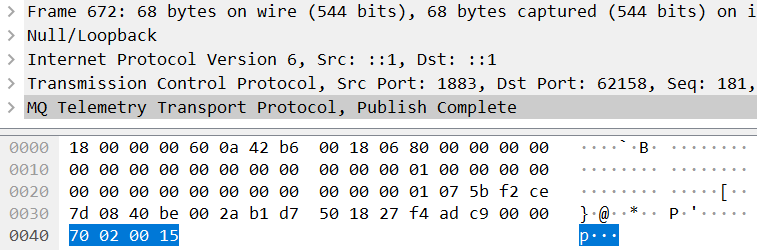 Frame 672: 68 bytes on wire (544 bits), 68 bytes captured (544 bits) on i
Null/Loopback
Internet Protocol Version 6, Src: ::1, Dst: ::1
Transmission Control Protocol, Src Port: 1883, Dst Port: 62158, Seq: 181,
MQ Telemetry Transport Protocol, Publish Complete
0000 18 00 00 00 60 0a 42 b6 00 18 06 80 00 00 00 00 ····`·B· ········
0010 00 00 00 00 00 00 00 00 00 00 01 00 00 00 00 00 ········ ········
0020 00 00 00 00 00 00 00 00 00 00 01 07 5b f2 ce ········ ·····[··
0030 7d 08 40 be 00 2a b1 d7 50 18 27 f4 ad c9 00 00 }·@··*·· P·'·····
0040 70 02 00 15 p···